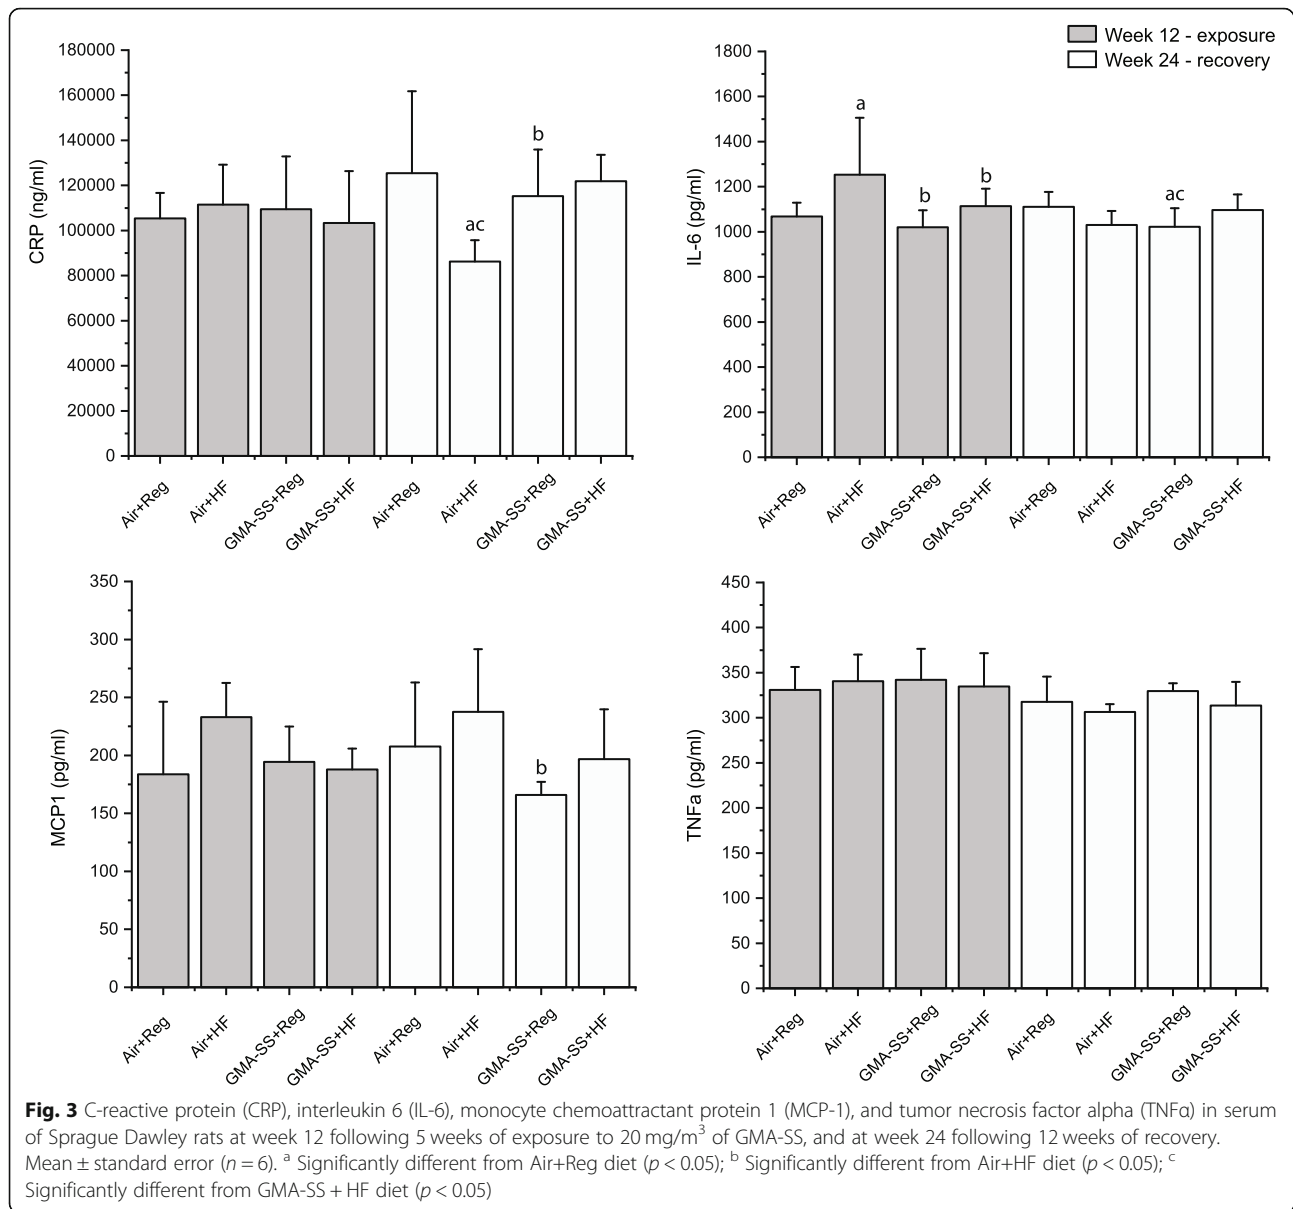 Week 12 - exposure
Week 24 - recovery
CRP (ng/ml)
180000
160000
140000
120000
100000
80000
60000
40000
20000
0
b
ac
Air+Reg
Air+HF
GMA-SS+Reg
GMA-SS+HF
Air+Reg
Air+HF
GMA-SS+Reg
GMA-SS+HF
IL-6 (pg/ml)
1800
1600
1400
1200
1000
800
600
400
200
0
a
b
b
ac
Air+Reg
Air+HF
GMA-SS+Reg
GMA-SS+HF
Air+Reg
Air+HF
GMA-SS+Reg
GMA-SS+HF
MCP1 (pg/ml)
350
300
250
200
150
100
50
0
b
Air+Reg
Air+HF
GMA-SS+Reg
GMA-SS+HF
Air+Reg
Air+HF
GMA-SS+Reg
GMA-SS+HF
TNFa (pg/ml)
450
400
350
300
250
200
150
100
50
0
Air+Reg
Air+HF
GMA-SS+Reg
GMA-SS+HF
Air+Reg
Air+HF
GMA-SS+Reg
GMA-SS+HF
Fig. 3 C-reactive protein (CRP), interleukin 6 (IL-6), monocyte chemoattractant protein 1 (MCP-1), and tumor necrosis factor alpha (TNFα) in serum
of Sprague Dawley rats at week 12 following 5 weeks of exposure to 20 mg/m³ of GMA-SS, and at week 24 following 12 weeks of recovery.
Mean ± standard error (n = 6). ᵃ Significantly different from Air+Reg diet (p < 0.05); ᵇ Significantly different from Air+HF diet (p < 0.05); ᶜ
Significantly different from GMA-SS + HF diet (p < 0.05)